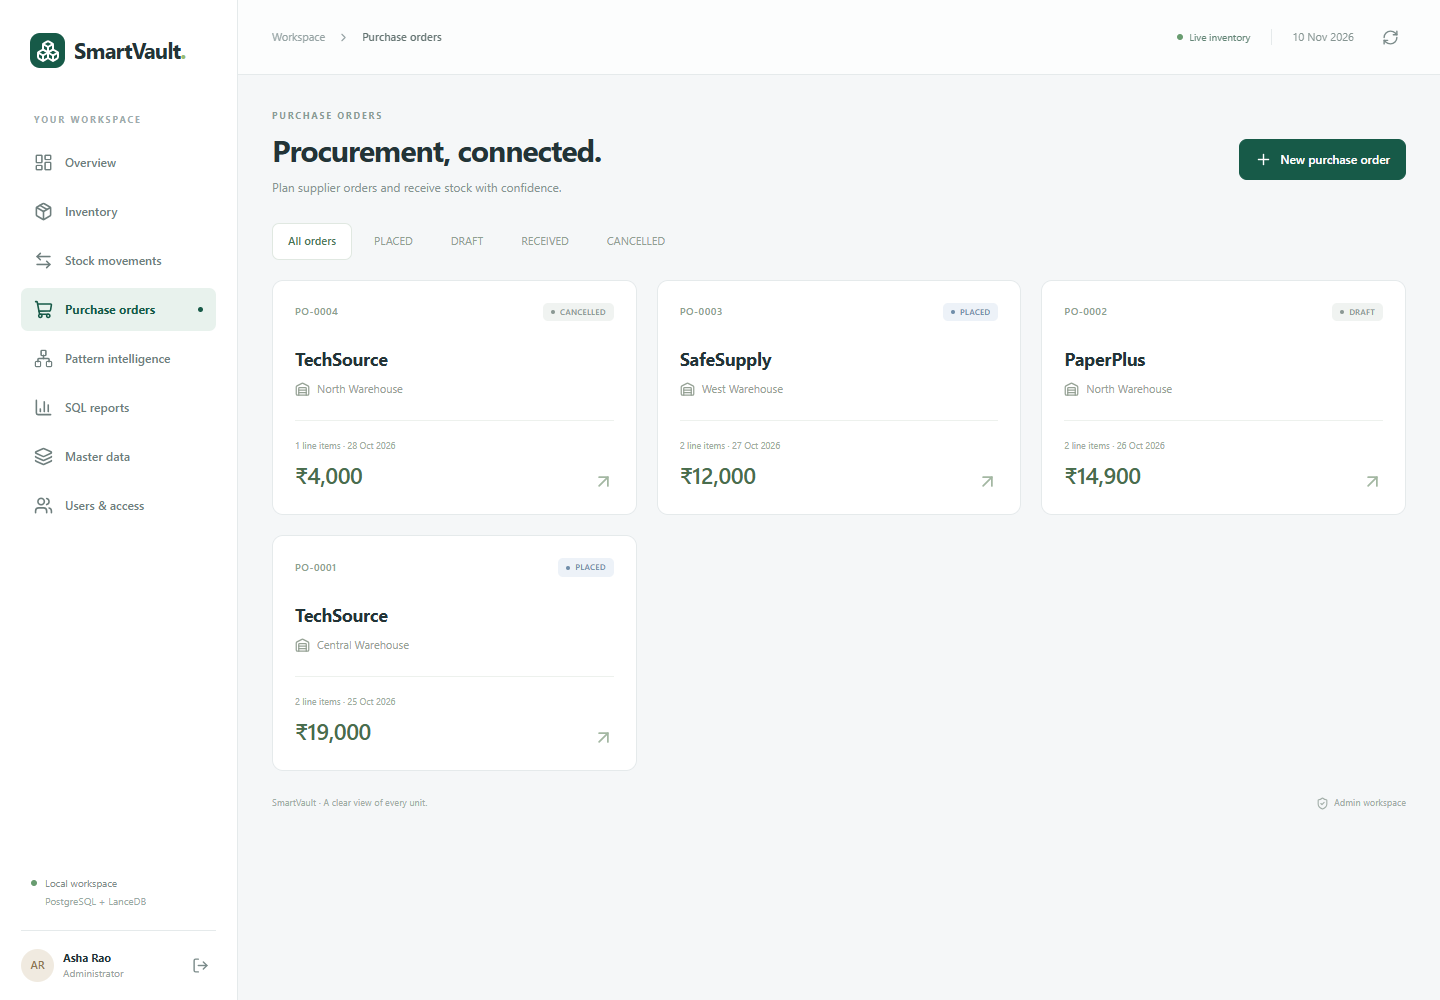 SmartVault.
YOUR WORKSPACE
Overview
Inventory
Stock movements
Purchase orders
Pattern intelligence
SQL reports
Master data
Users & access
Local workspace
PostgreSQL + LanceDB
AR
Asha Rao
Administrator
Workspace > Purchase orders
Live inventory
10 Nov 2026
PURCHASE ORDERS
Procurement, connected.
Plan supplier orders and receive stock with confidence.
New purchase order
All orders PLACED DRAFT RECEIVED CANCELLED
PO-0004 CANCELLED
TechSource
North Warehouse
1 line items · 28 Oct 2026
₹4,000
PO-0003 PLACED
SafeSupply
West Warehouse
2 line items · 27 Oct 2026
₹12,000
PO-0002 DRAFT
PaperPlus
North Warehouse
2 line items · 26 Oct 2026
₹14,900
PO-0001 PLACED
TechSource
Central Warehouse
2 line items · 25 Oct 2026
₹19,000
SmartVault · A clear view of every unit.
Admin workspace